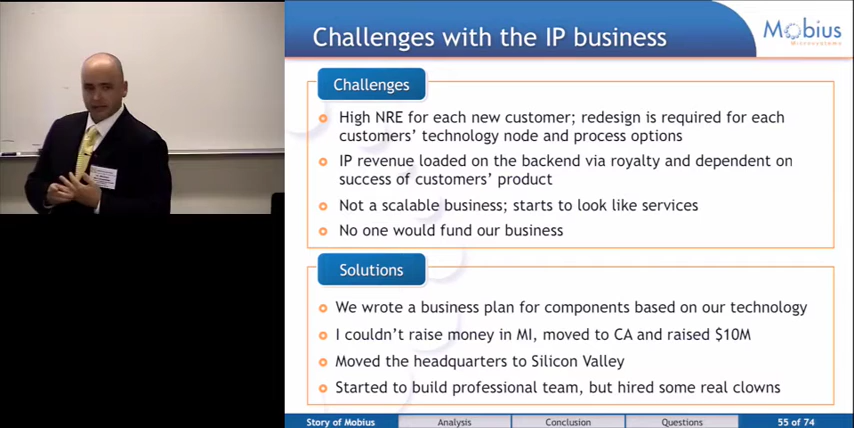 Challenges with the IP business
Mobius
Microsystems
Challenges
High NRE for each new customer; redesign is required for each
customers' technology node and process options
IP revenue loaded on the backend via royalty and dependent on
success of customers' product
Not a scalable business; starts to look like services
No one would fund our business
Solutions
We wrote a business plan for components based on our technology
I couldn't raise money in MI, moved to CA and raised $10M
Moved the headquarters to Silicon Valley
Started to build professional team, but hired some real clowns
Story of Mobius
Analysis
Conclusion
Questions
55 of 74